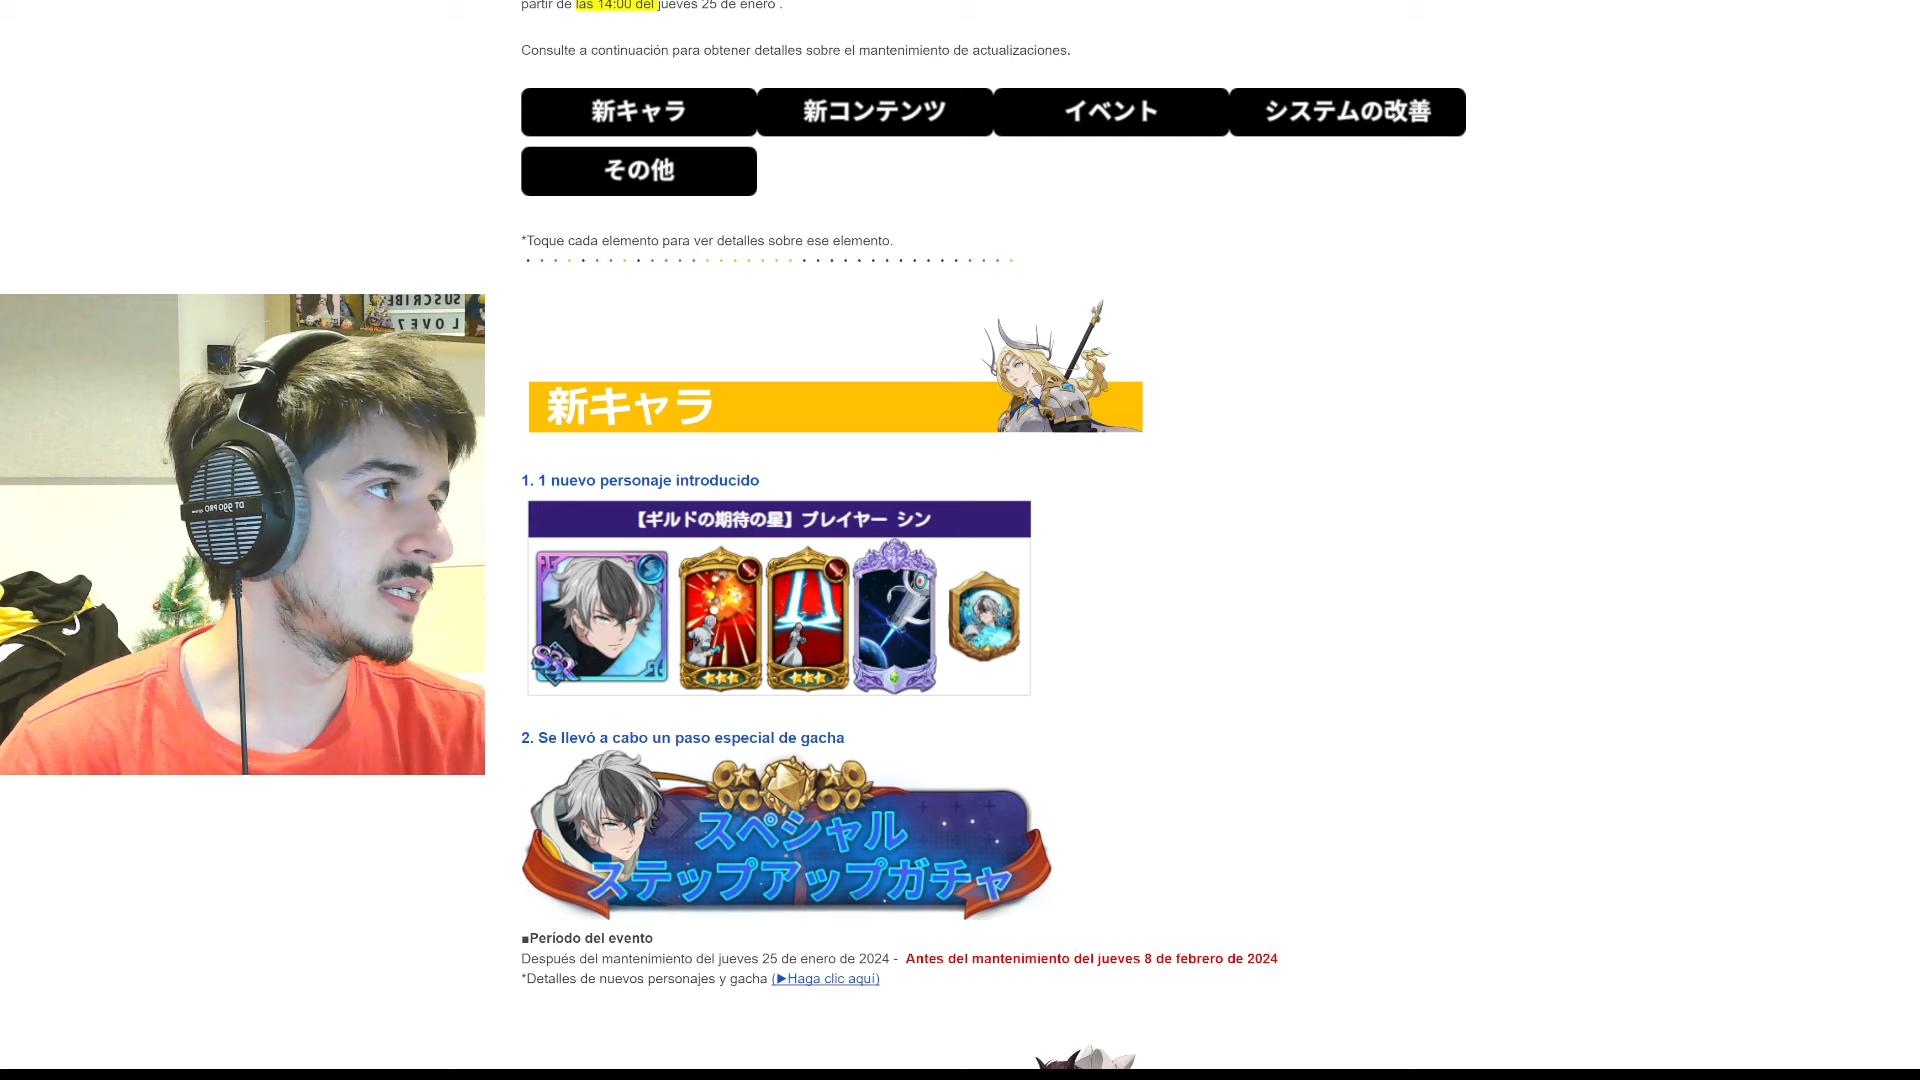 partir de las 14:00 del jueves 25 de enero .
Consulte a continuación para obtener detalles sobre el mantenimiento de actualizaciones.
新キャラ
新コンテンツ
イベント
システムの改善
その他
*Toque cada elemento para ver detalles sobre ese elemento.
SUSCRIBE
LOVE7
DT 990 PRO
新キャラ
1. 1 nuevo personaje introducido
【ギルドの期待の星】プレイヤー シン
SSR
2. Se llevó a cabo un paso especial de gacha
スペシャル
ステップアップガチャ
■Período del evento
Después del mantenimiento del jueves 25 de enero de 2024 - Antes del mantenimiento del jueves 8 de febrero de 2024
*Detalles de nuevos personajes y gacha (▶Haga clic aquí)